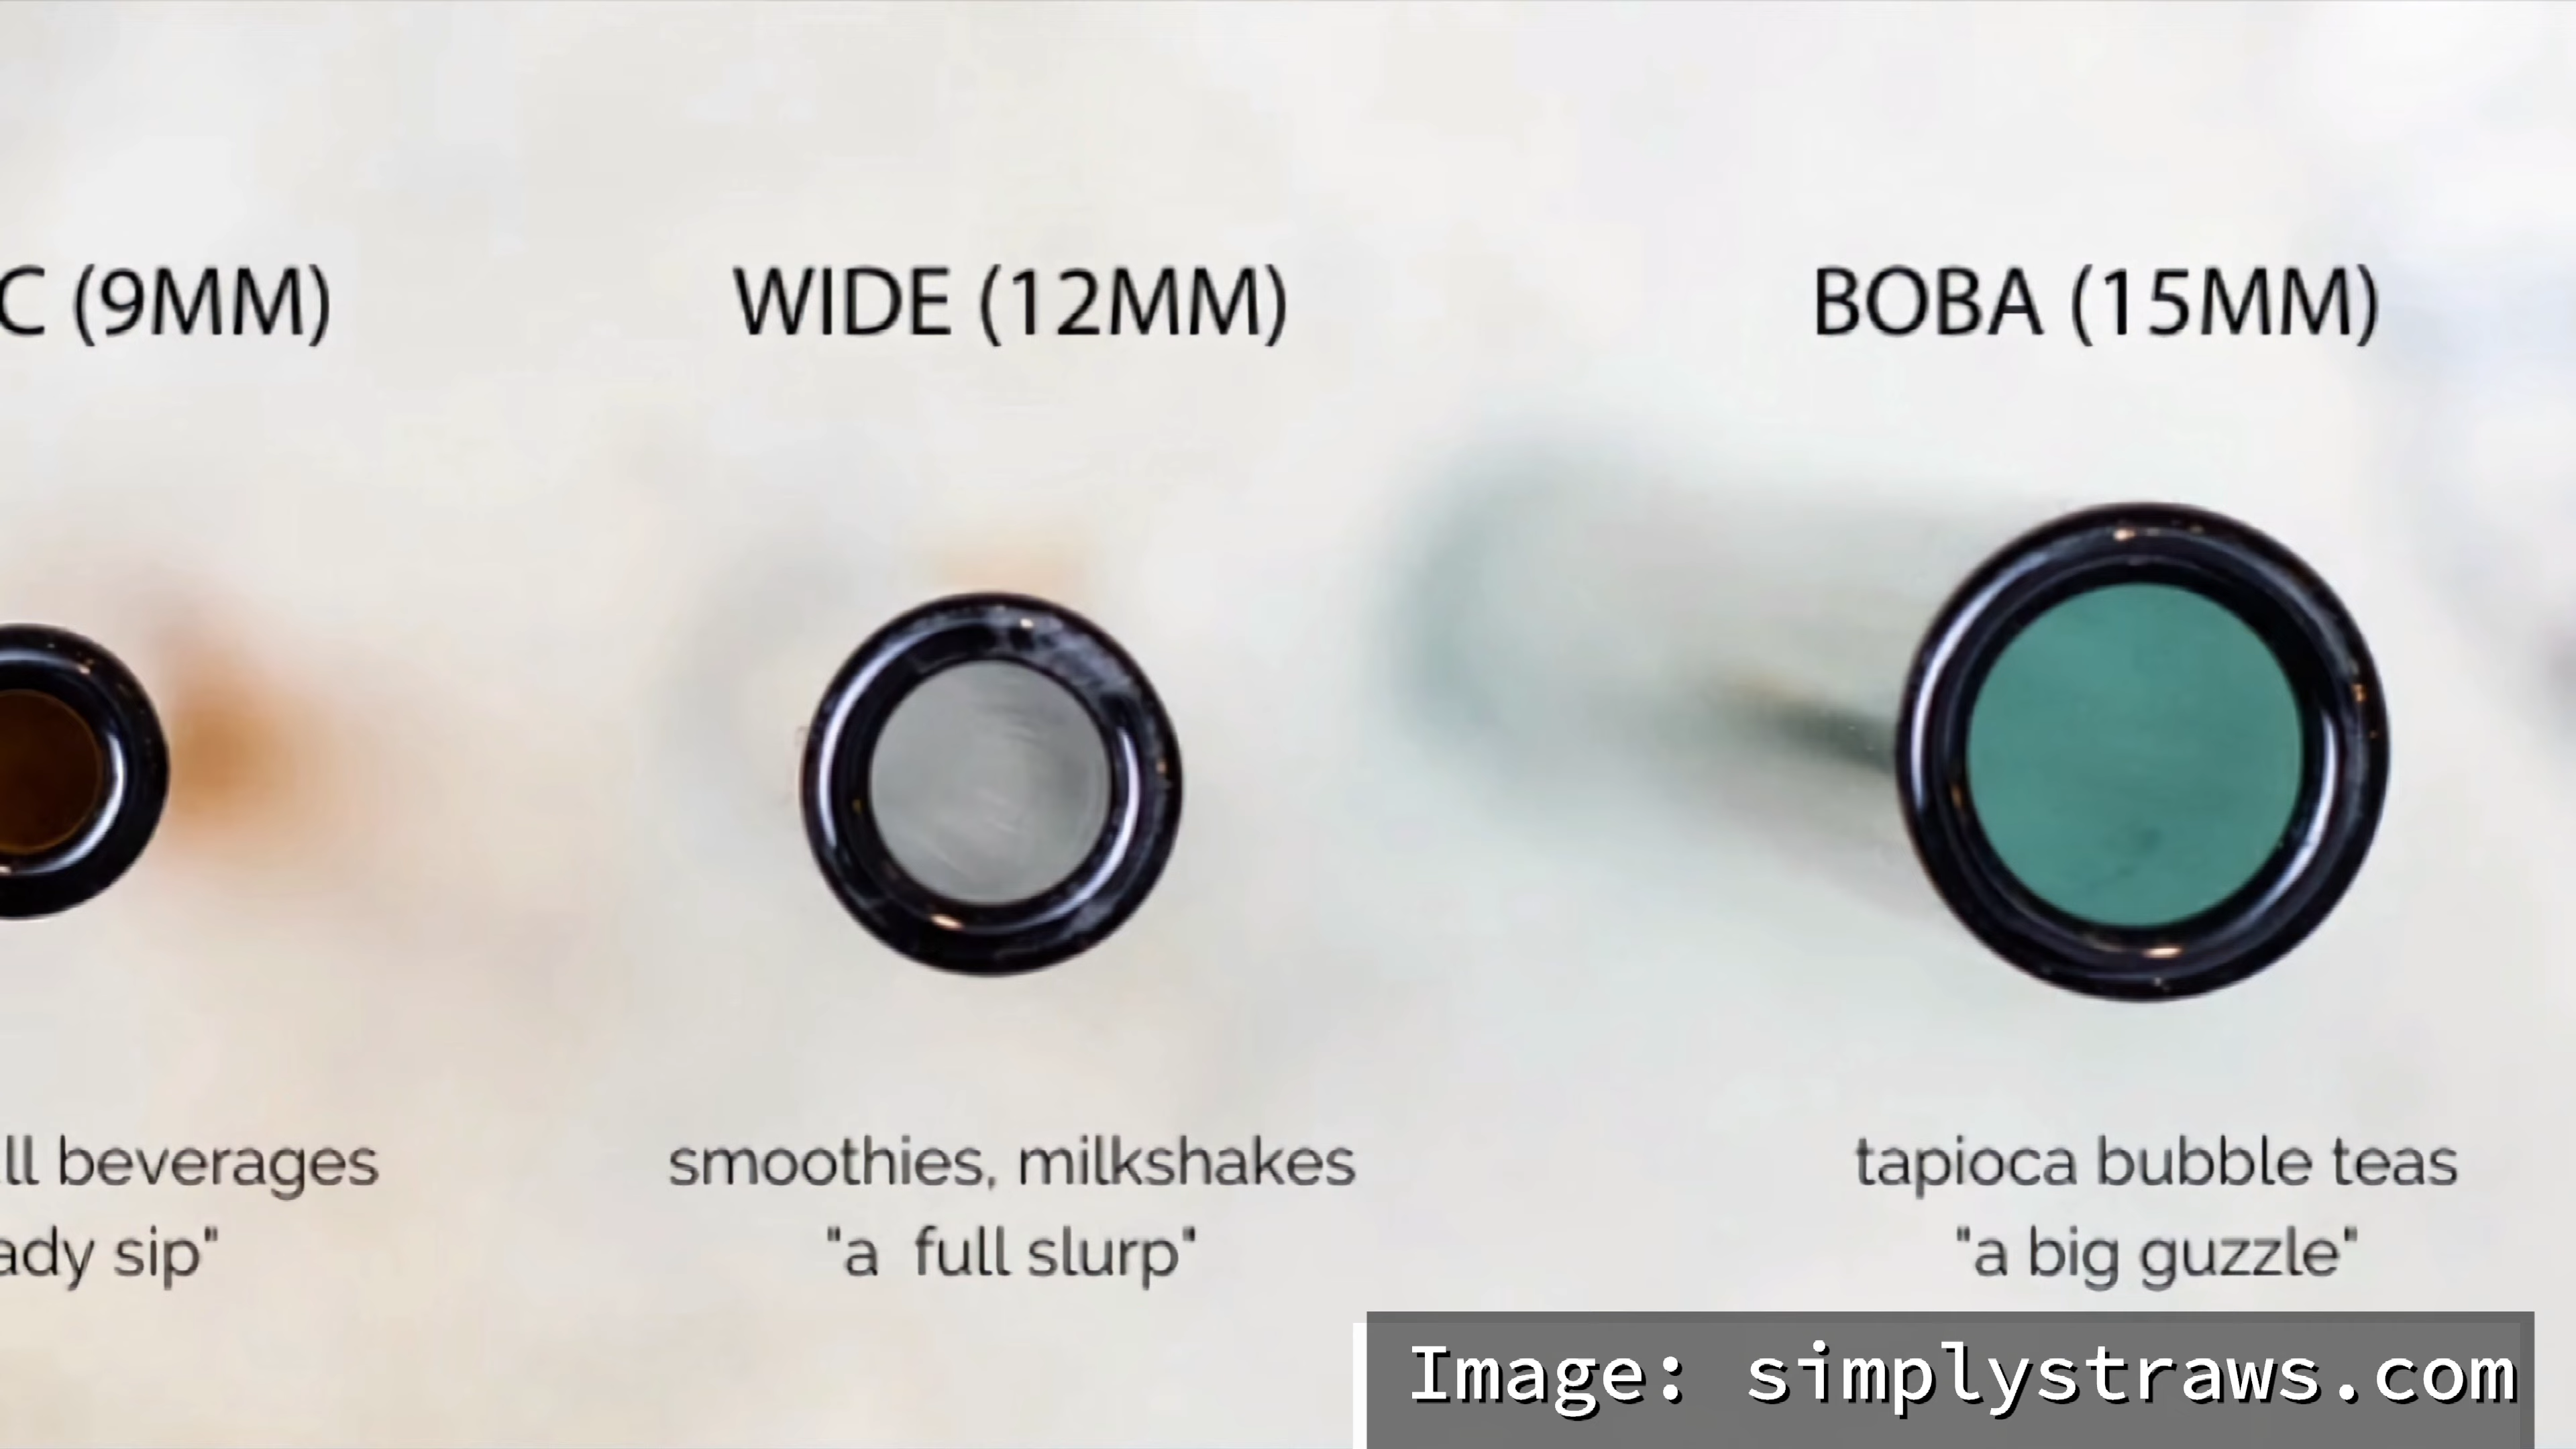 C (9MM)
WIDE (12MM)
BOBA (15MM)
ll beverages
ady sip"
smoothies, milkshakes
"a full slurp"
tapioca bubble teas
"a big guzzle"
Image: simplystraws.com